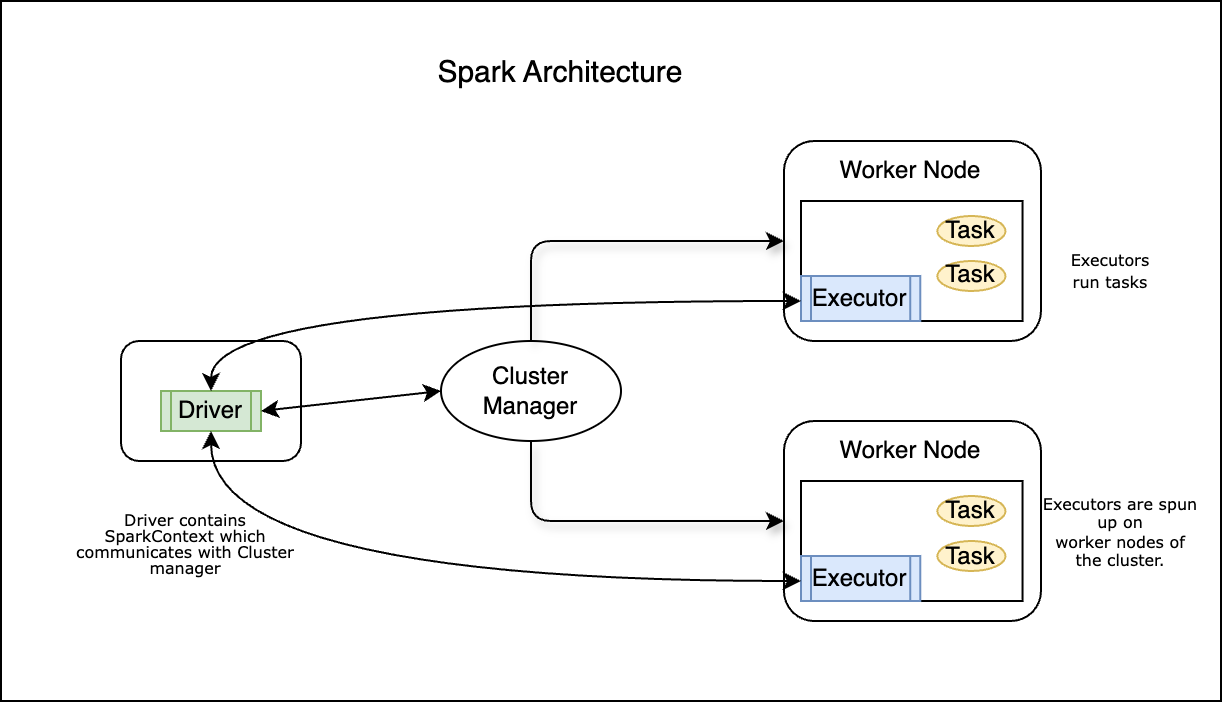 Spark Architecture
Worker Node
Task
Task
Executor
Executors
run tasks
Cluster
Manager
Driver
Driver contains
SparkContext which
communicates with Cluster
manager
Worker Node
Task
Task
Executor
Executors are spun
up on
worker nodes of
the cluster.